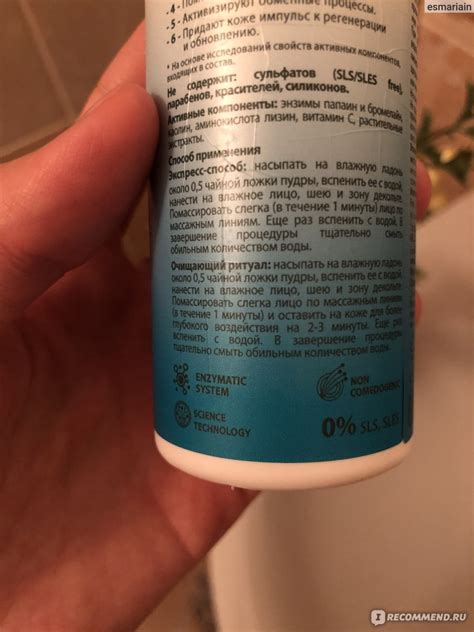 esmariain
- 4 -
- 5 - Активизируют обменные процессы.
- 6 - Придают коже импульс к регенерации
и обновлению.
* На основе исследований свойств активных компонентов,
входящих в состав.
Не содержит: сульфатов (SLS/SLES free),
парабенов, красителей, силиконов.
Активные компоненты: энзимы папаин и бромелайн,
каолин, аминокислота лизин, витамин С, растительные
экстракты.
Способ применения
Экспресс-способ: насыпать на влажную ладонь
около 0,5 чайной ложки пудры, вспенить ее с водой,
нанести на влажное лицо, шею и зону декольте.
Помассировать слегка (в течение 1 минуты) лицо по
массажным линиям. Еще раз вспенить с водой. В
завершение процедуры тщательно смыть
обильным количеством воды.
Очищающий ритуал: насыпать на влажную ладонь
около 0,5 чайной ложки пудры, вспенить ее с водой,
нанести на влажное лицо, шею и зону декольте.
Помассировать слегка лицо по массажным линиям
(в течение 1 минуты) и оставить на коже для более
глубокого воздействия на 2-3 минуты. Еще раз
вспенить с водой. В завершение процедуры
тщательно смыть обильным количеством воды.
ENZYMATIC
SYSTEM
NON
COMEDOGENIC
SCIENCE
TECHNOLOGY
0% SLS, SLES
I RECOMMEND.RU